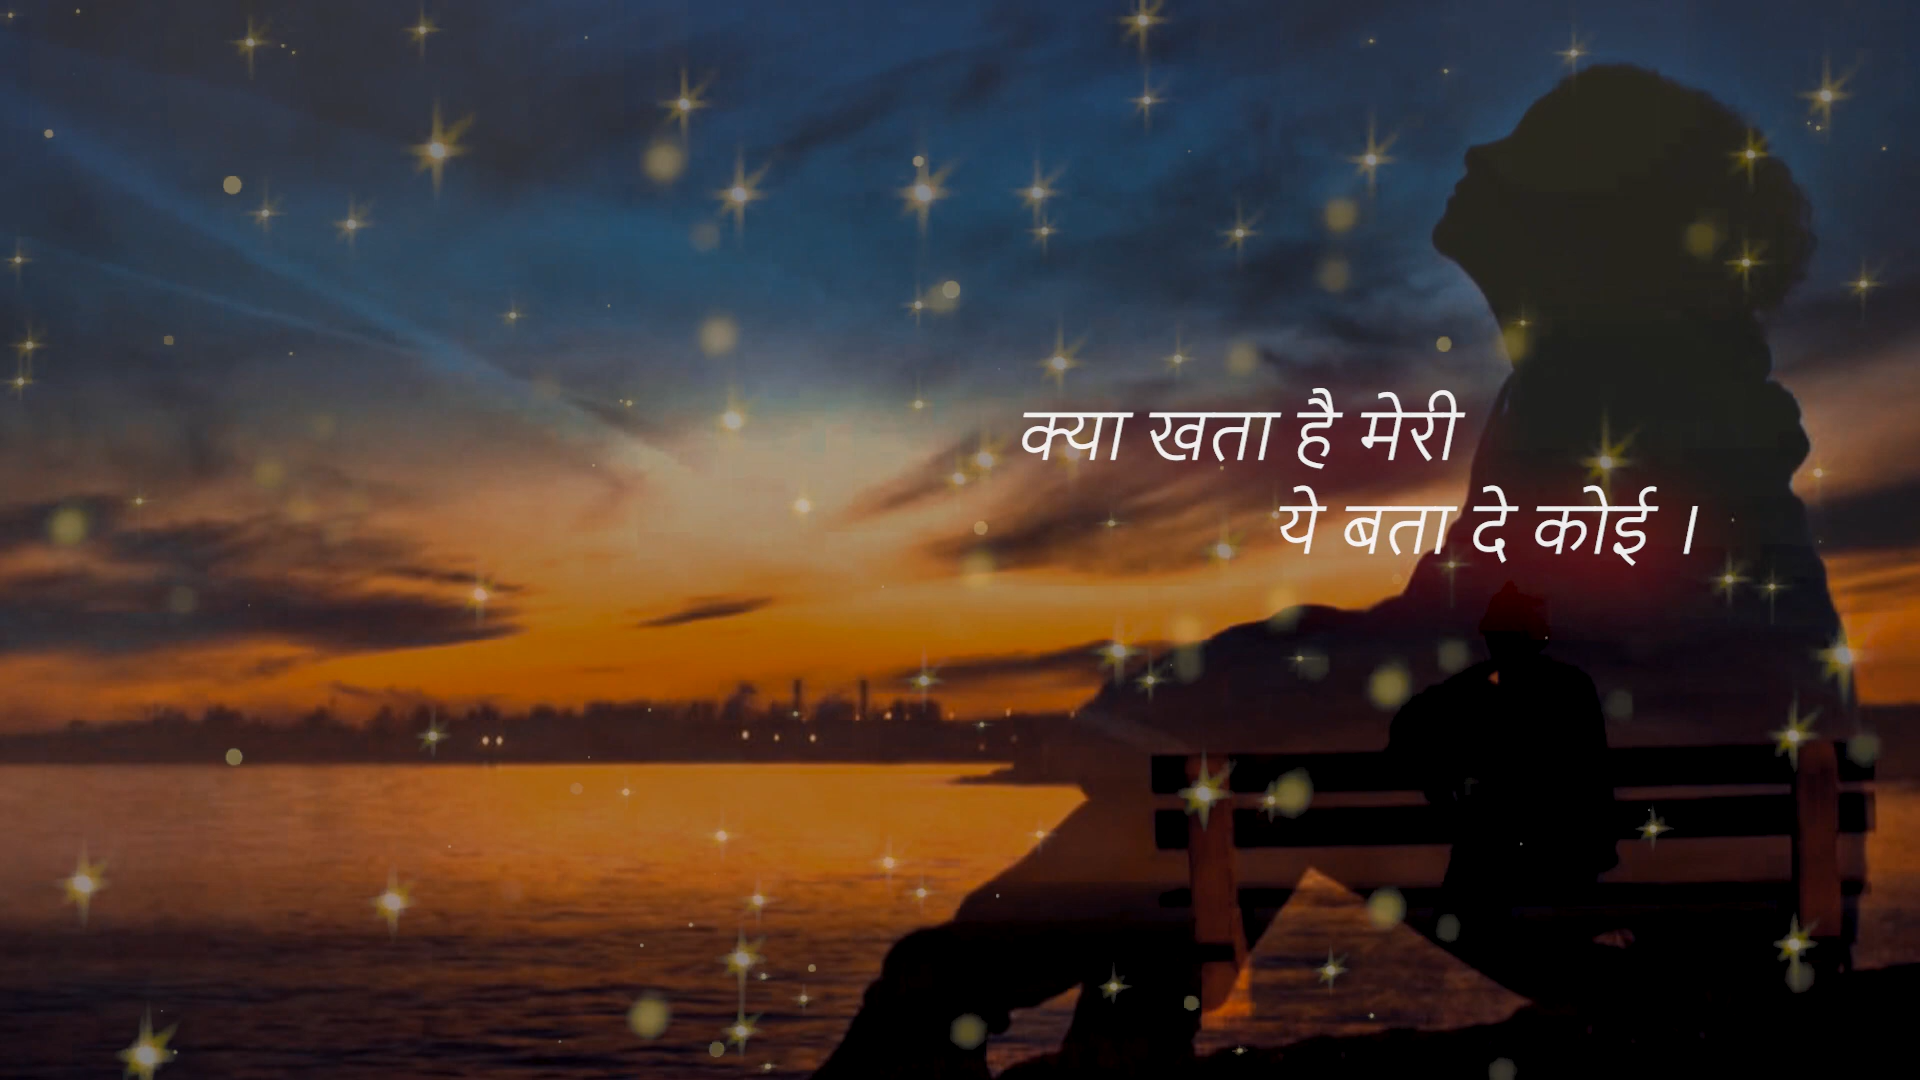 क्या खता है मेरी
ये बता दे कोई ।